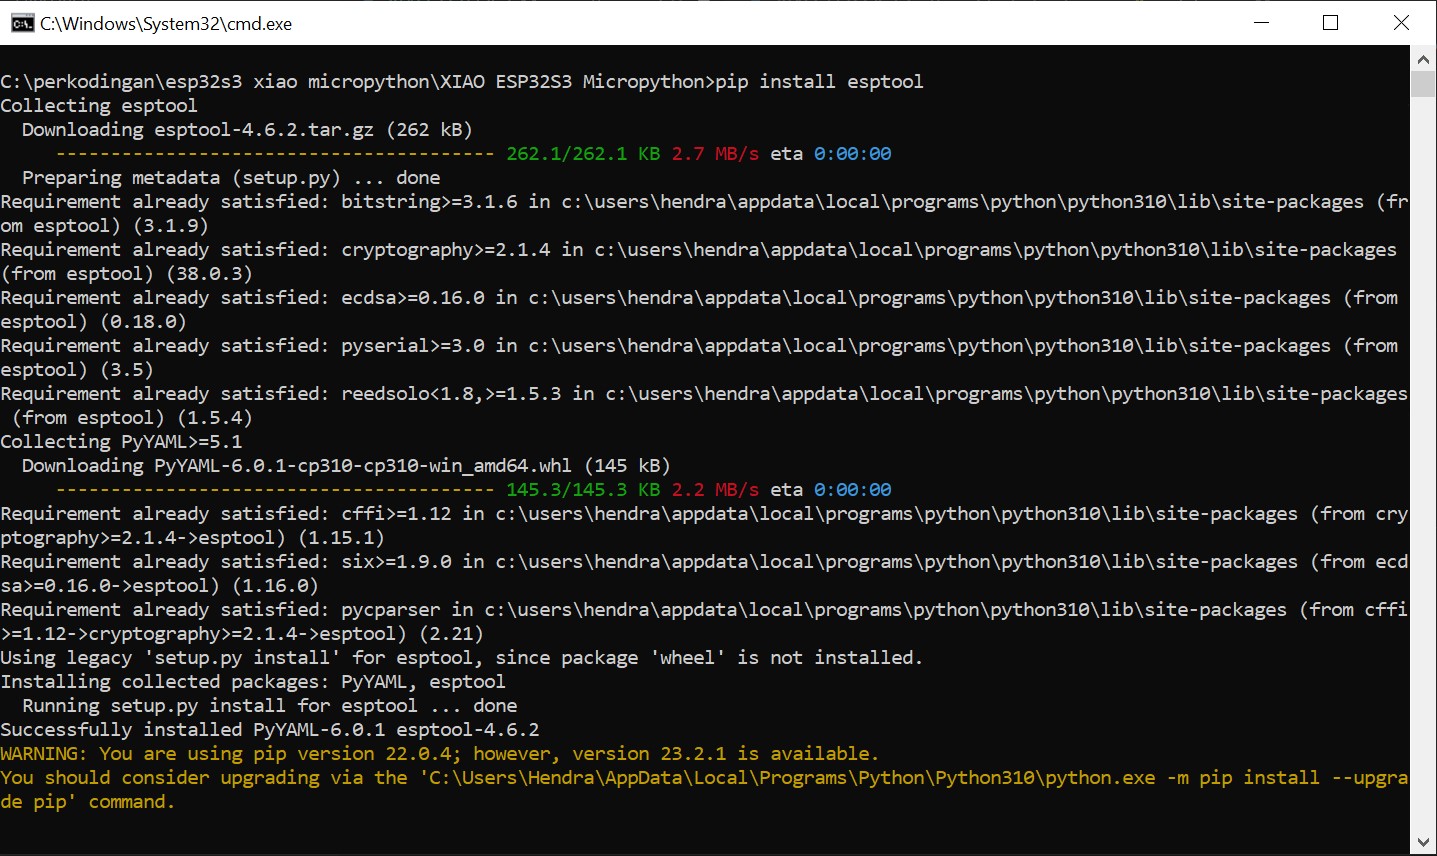 C:\Windows\System32\cmd.exe
C:\perkodingan\esp32s3 xiao micropython\XIAO ESP32S3 Micropython>pip install esptool
Collecting esptool
  Downloading esptool-4.6.2.tar.gz (262 kB)
     ---------------------------------------- 262.1/262.1 KB 2.7 MB/s eta 0:00:00
  Preparing metadata (setup.py) ... done
Requirement already satisfied: bitstring>=3.1.6 in c:\users\hendra\appdata\local\programs\python\python310\lib\site-packages (fr
om esptool) (3.1.9)
Requirement already satisfied: cryptography>=2.1.4 in c:\users\hendra\appdata\local\programs\python\python310\lib\site-packages
(from esptool) (38.0.3)
Requirement already satisfied: ecdsa>=0.16.0 in c:\users\hendra\appdata\local\programs\python\python310\lib\site-packages (from
esptool) (0.18.0)
Requirement already satisfied: pyserial>=3.0 in c:\users\hendra\appdata\local\programs\python\python310\lib\site-packages (from
esptool) (3.5)
Requirement already satisfied: reedsolo<1.8,>=1.5.3 in c:\users\hendra\appdata\local\programs\python\python310\lib\site-packages
 (from esptool) (1.5.4)
Collecting PyYAML>=5.1
  Downloading PyYAML-6.0.1-cp310-cp310-win_amd64.whl (145 kB)
     ---------------------------------------- 145.3/145.3 KB 2.2 MB/s eta 0:00:00
Requirement already satisfied: cffi>=1.12 in c:\users\hendra\appdata\local\programs\python\python310\lib\site-packages (from cry
ptography>=2.1.4->esptool) (1.15.1)
Requirement already satisfied: six>=1.9.0 in c:\users\hendra\appdata\local\programs\python\python310\lib\site-packages (from ecd
sa>=0.16.0->esptool) (1.16.0)
Requirement already satisfied: pycparser in c:\users\hendra\appdata\local\programs\python\python310\lib\site-packages (from cffi
>=1.12->cryptography>=2.1.4->esptool) (2.21)
Using legacy 'setup.py install' for esptool, since package 'wheel' is not installed.
Installing collected packages: PyYAML, esptool
  Running setup.py install for esptool ... done
Successfully installed PyYAML-6.0.1 esptool-4.6.2
WARNING: You are using pip version 22.0.4; however, version 23.2.1 is available.
You should consider upgrading via the 'C:\Users\Hendra\AppData\Local\Programs\Python\Python310\python.exe -m pip install --upgra
de pip' command.